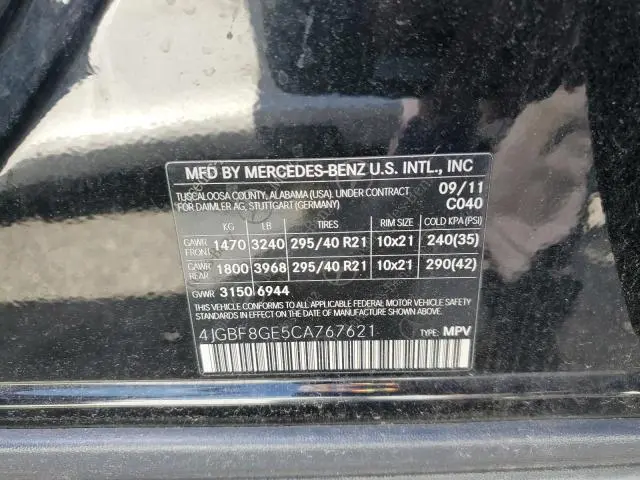 MFD BY MERCEDES-BENZ U.S. INTL., INC
TUSCALOOSA COUNTY, ALABAMA (USA). UNDER CONTRACT 09/11
FOR DAIMLER AG, STUTTGART (GERMANY) C040
KG LB TIRES RIM SIZE COLD KPA (PSI)
GAWR FRONT 1470 3240 295/40 R21 10x21 240(35)
GAWR REAR 1800 3968 295/40 R21 10x21 290(42)
GVWR 3150 6944
THIS VEHICLE CONFORMS TO ALL APPLICABLE FEDERAL MOTOR VEHICLE SAFETY
STANDARDS IN EFFECT ON THE DATE OF MANUFACTURE SHOWN ABOVE.
4JGBF8GE5CA767621 TYPE: MPV